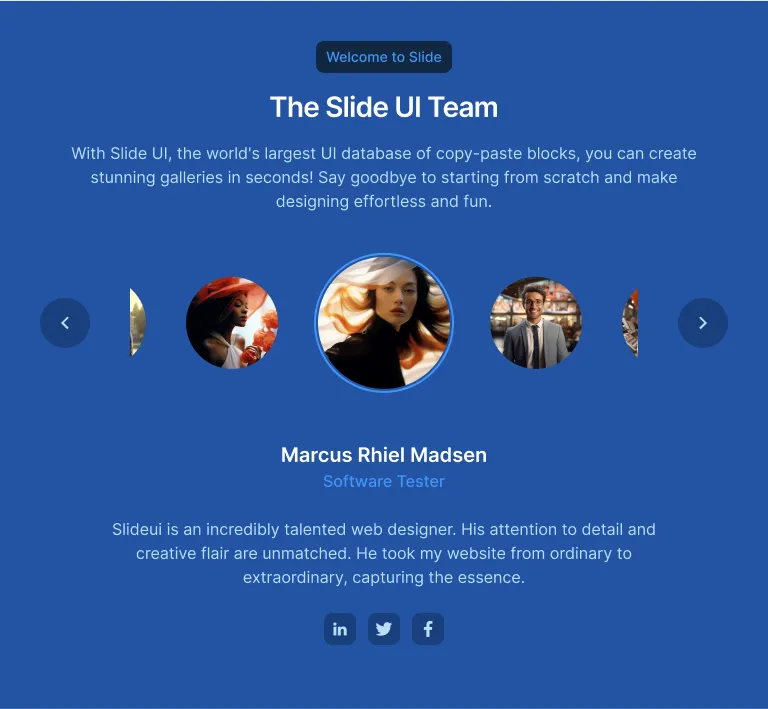 Welcome to Slide
The Slide UI Team
With Slide UI, the world's largest UI database of copy-paste blocks, you can create
stunning galleries in seconds! Say goodbye to starting from scratch and make
designing effortless and fun.
Marcus Rhiel Madsen
Software Tester
Slideui is an incredibly talented web designer. His attention to detail and
creative flair are unmatched. He took my website from ordinary to
extraordinary, capturing the essence.
in